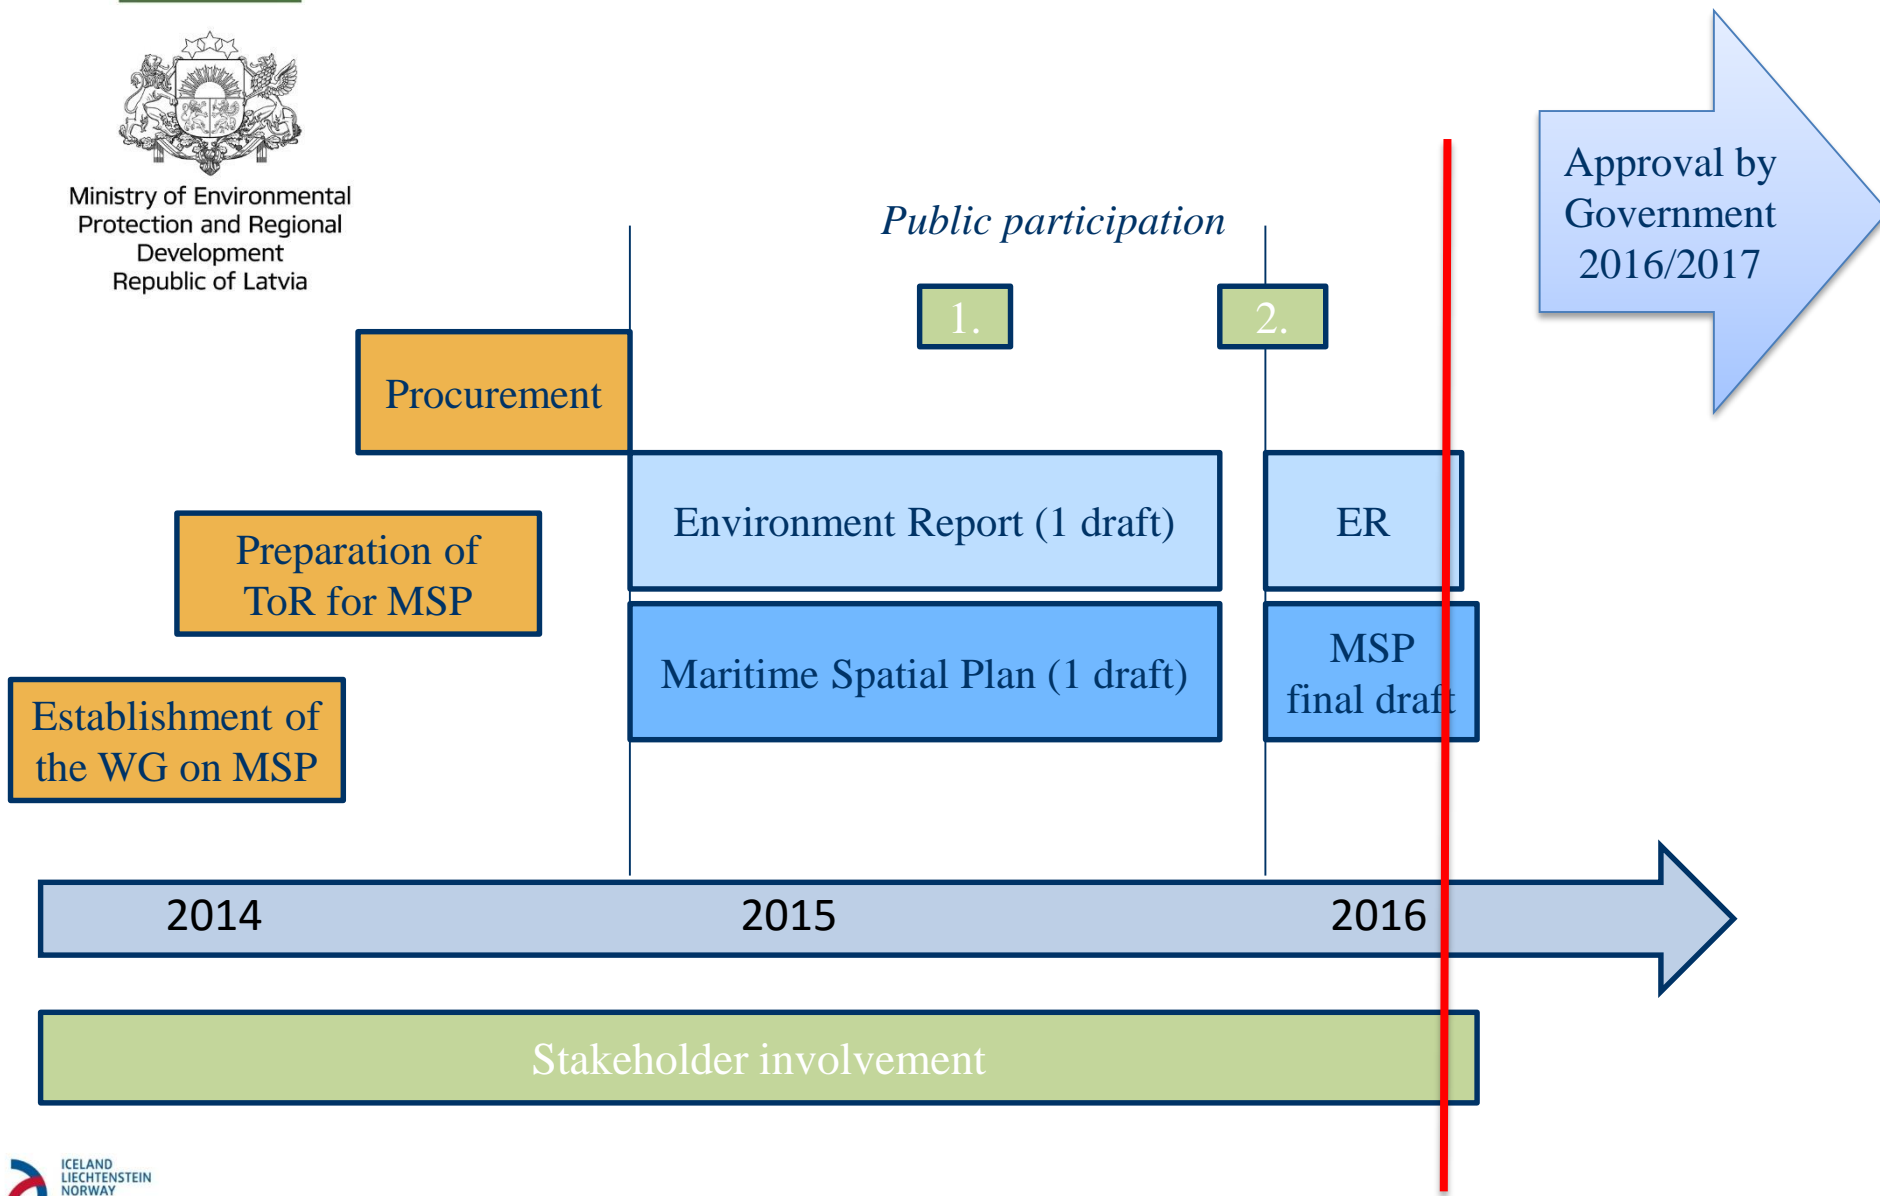 Ministry of Environmental
Protection and Regional
Development
Republic of Latvia
Public participation
Approval by
Government
2016/2017
1.
2.
Procurement
Environment Report (1 draft)
ER
Preparation of
ToR for MSP
Maritime Spatial Plan (1 draft)
MSP
final draft
Establishment of
the WG on MSP
2014
2015
2016
Stakeholder involvement
ICELAND
LIECHTENSTEIN
NORWAY